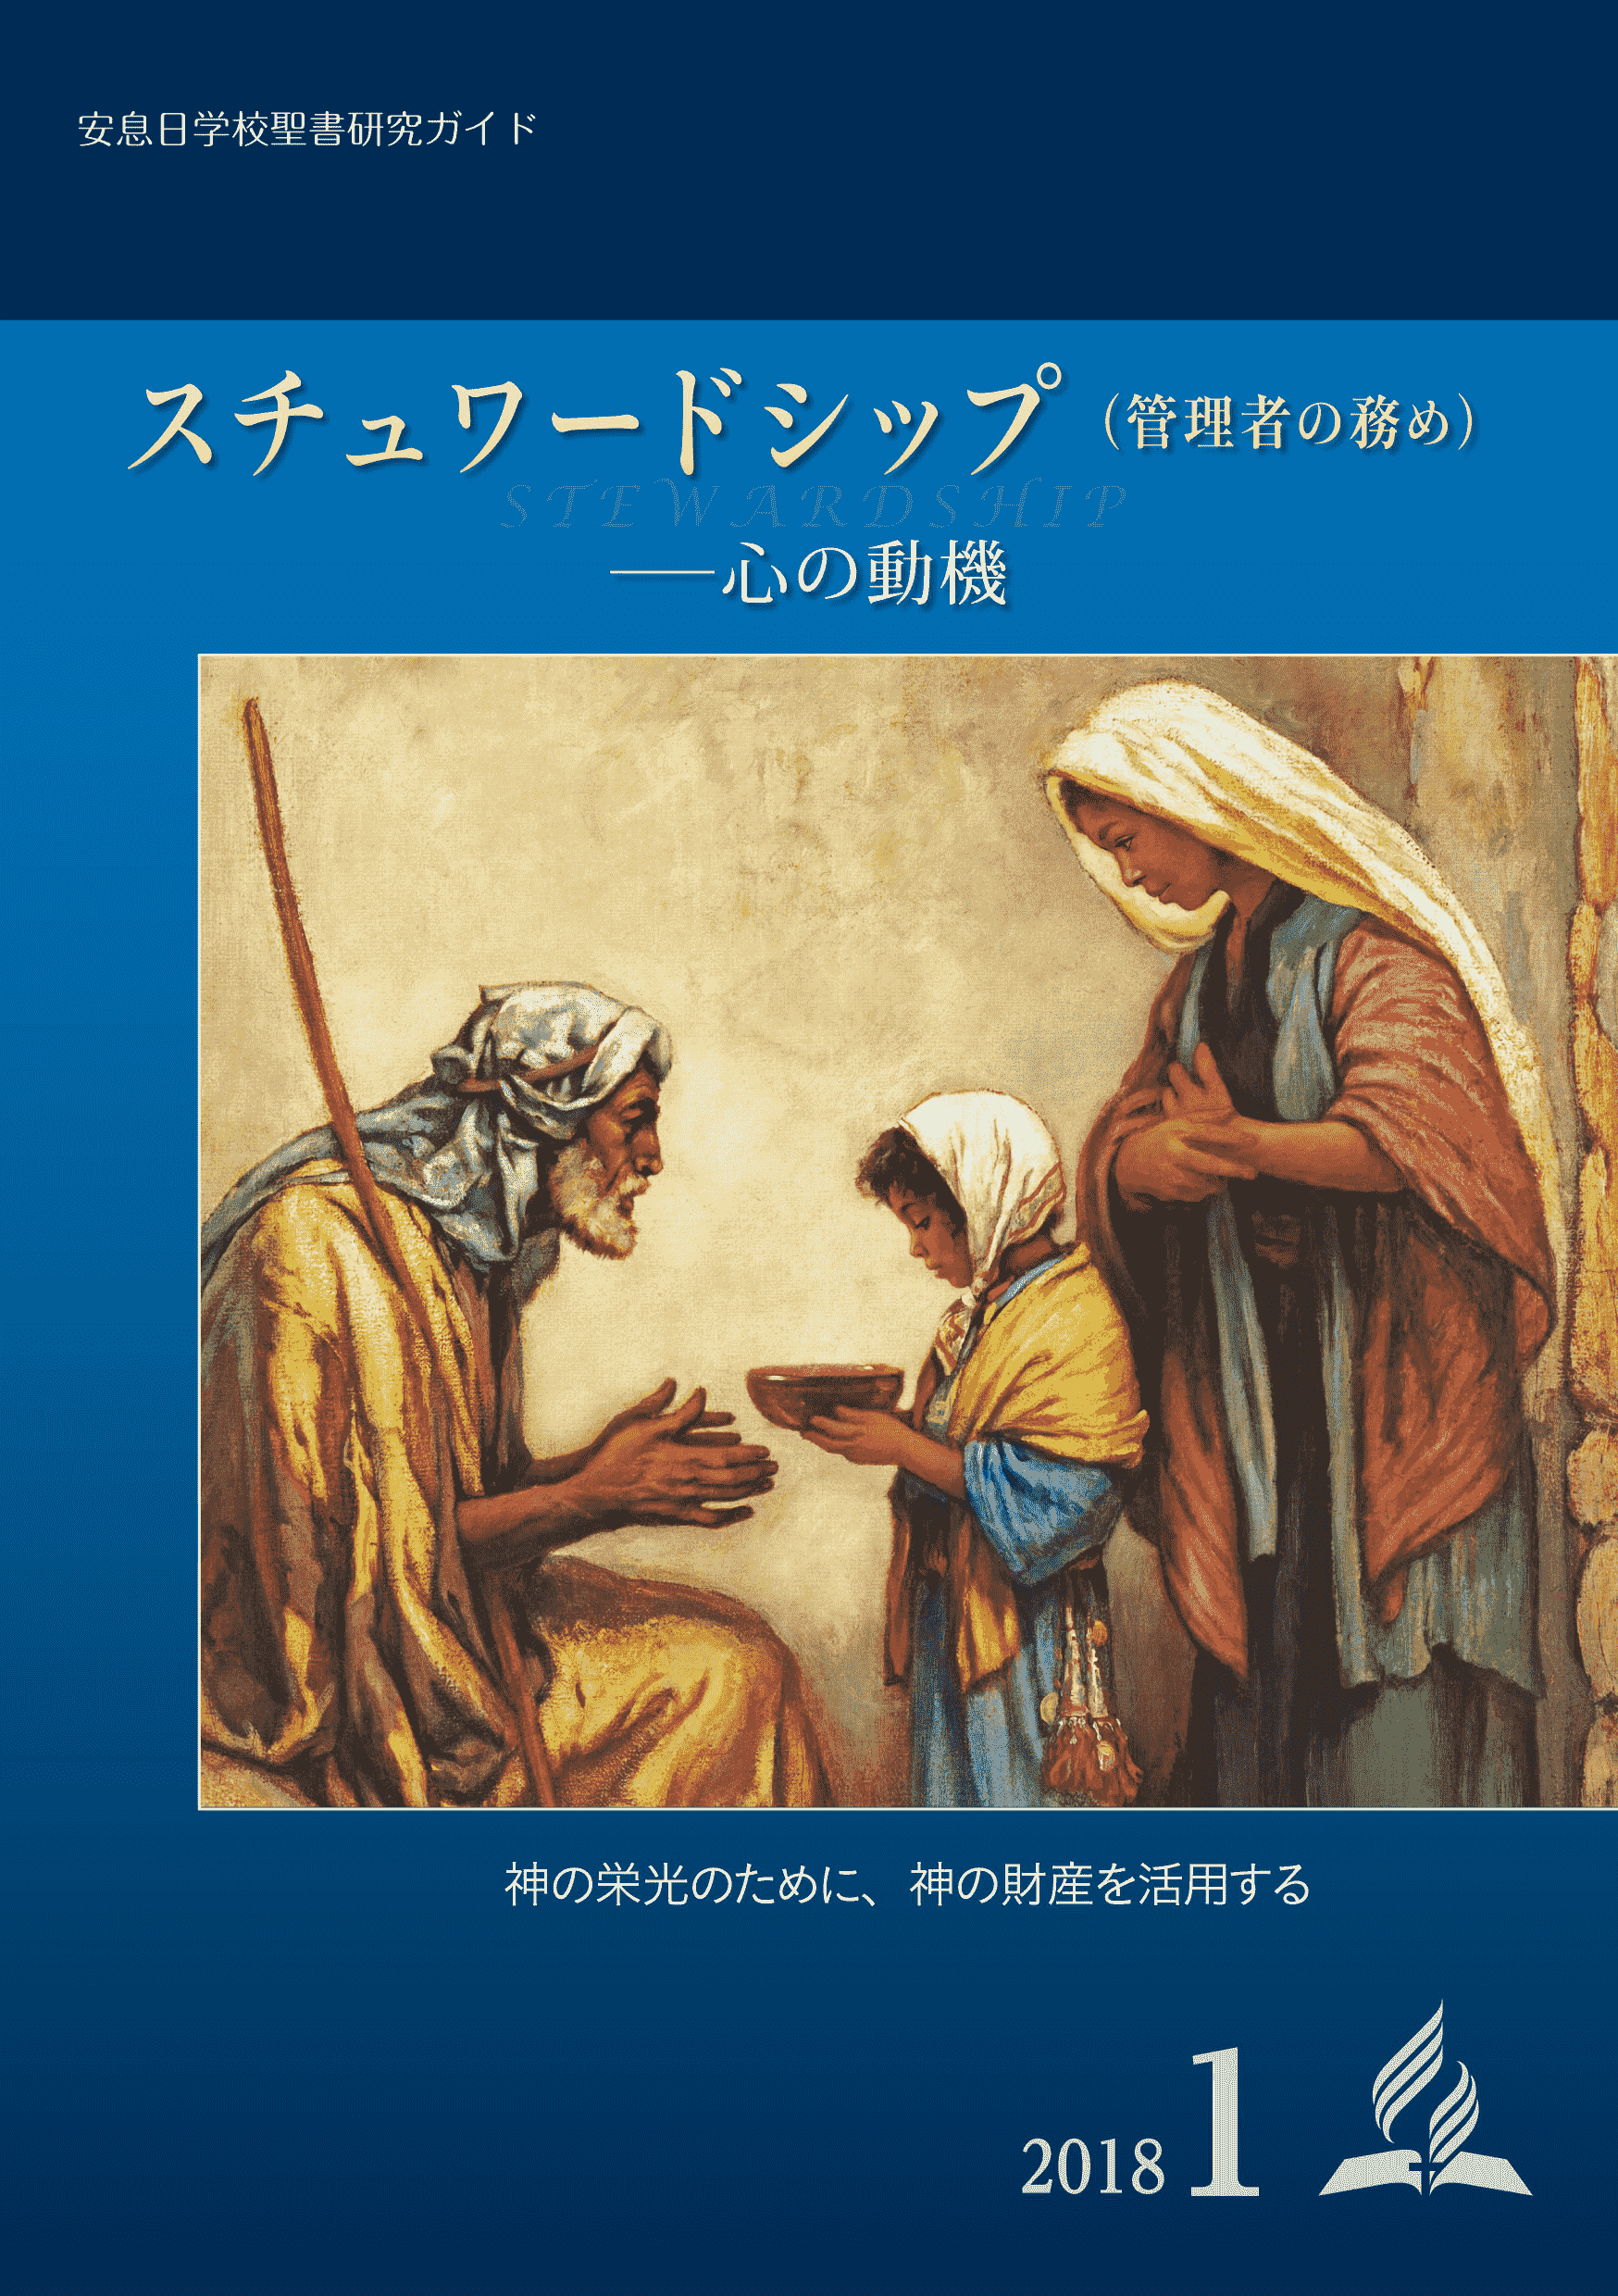 安息日学校聖書研究ガイド
スチュワードシップ（管理者の務め）
STEWARDSHIP
──心の動機
神の栄光のために、神の財産を活用する
2018 1